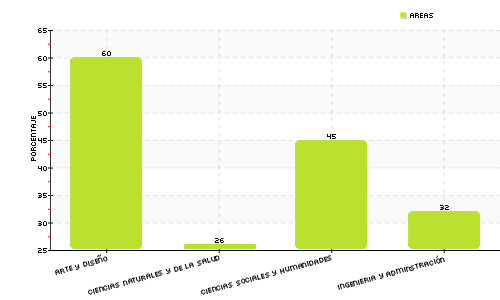 AREAS
65
60
55
50
45
40
35
30
25
PORCENTAJE
60
26
45
32
ARTE Y DISEÑO
CIENCIAS NATURALES Y DE LA SALUD
CIENCIAS SOCIALES Y HUMANIDADES
INGENIERIA Y ADMINSTRACIÓN